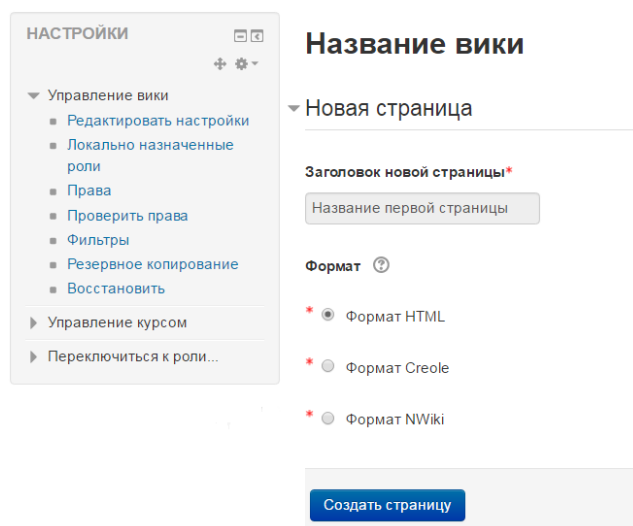 НАСТРОЙКИ
Управление вики
Редактировать настройки
Локально назначенные
роли
Права
Проверить права
Фильтры
Резервное копирование
Восстановить
Управление курсом
Переключиться к роли...
Название вики
Новая страница
Заголовок новой страницы*
Название первой страницы
Формат
* Формат HTML
* Формат Creole
* Формат NWiki
Создать страницу